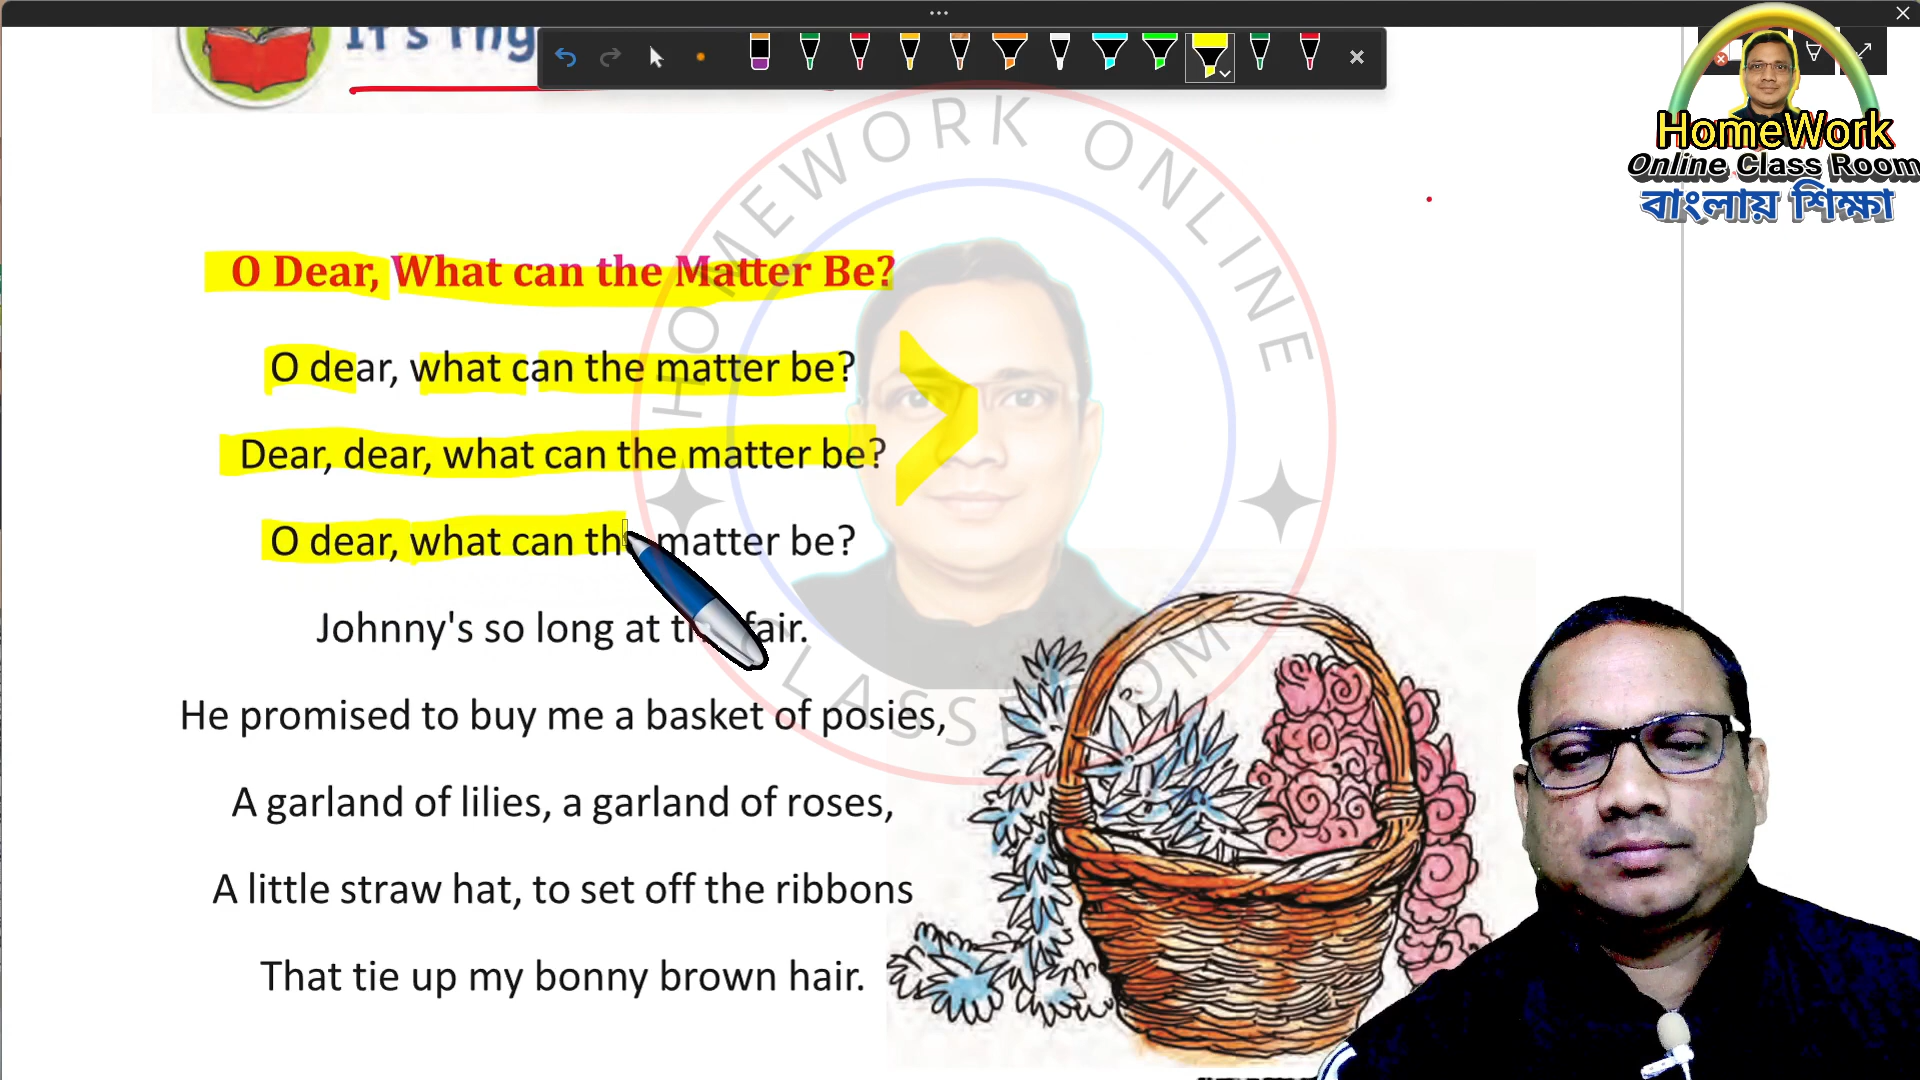 It's rhy
HomeWork
Online Class Room
বাংলায় শিক্ষা
HOMEWORK ONLINE
CLASSROOM
O Dear, What can the Matter Be?
O dear, what can the matter be?
Dear, dear, what can the matter be?
O dear, what can the matter be?
Johnny's so long at the fair.
He promised to buy me a basket of posies,
A garland of lilies, a garland of roses,
A little straw hat, to set off the ribbons
That tie up my bonny brown hair.